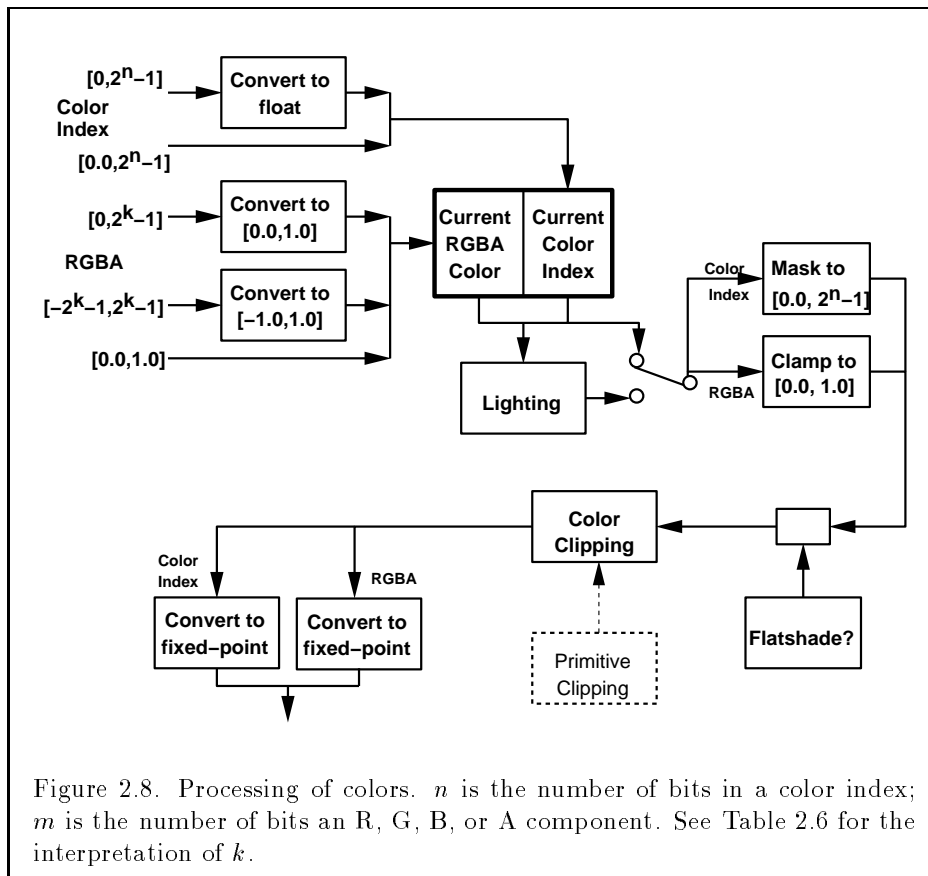 [0,2ⁿ−1]
Convert to
float
Color
Index
[0.0,2ⁿ−1]
[0,2ᵏ−1]
Convert to
[0.0,1.0]
RGBA
[−2ᵏ−1,2ᵏ−1]
Convert to
[−1.0,1.0]
[0.0,1.0]
Current
RGBA
Color
Current
Color
Index
Lighting
Color
Index
Mask to
[0.0, 2ⁿ−1]
RGBA
Clamp to
[0.0, 1.0]
Color
Clipping
Flatshade?
Primitive
Clipping
Color
Index
RGBA
Convert to
fixed−point
Convert to
fixed−point
Figure 2.8. Processing of colors. n is the number of bits in a color index;
m is the number of bits an R, G, B, or A component. See Table 2.6 for the
interpretation of k.